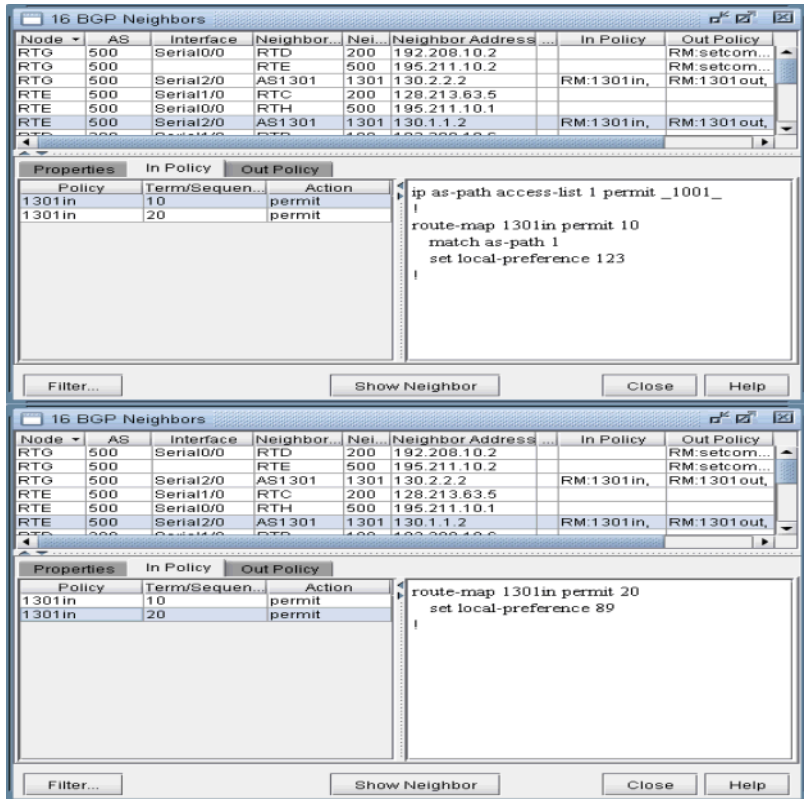 16 BGP Neighbors
Node AS Interface Neighbor... Nei... Neighbor Address ... In Policy Out Policy
RTG 500 Serial0/0 RTD 200 192.208.10.2 RM:setcom...
RTG 500 RTE 500 195.211.10.2 RM:setcom...
RTG 500 Serial2/0 AS1301 1301 130.2.2.2 RM:1301in, RM:1301out,
RTE 500 Serial1/0 RTC 200 128.213.63.5
RTE 500 Serial0/0 RTH 500 195.211.10.1
RTE 500 Serial2/0 AS1301 1301 130.1.1.2 RM:1301in, RM:1301out,
Properties In Policy Out Policy
Policy Term/Sequen... Action
1301in 10 permit
1301in 20 permit
ip as-path access-list 1 permit _1001_
!
route-map 1301in permit 10
match as-path 1
set local-preference 123
!
Filter... Show Neighbor Close Help
16 BGP Neighbors
Node AS Interface Neighbor... Nei... Neighbor Address ... In Policy Out Policy
RTG 500 Serial0/0 RTD 200 192.208.10.2 RM:setcom...
RTG 500 RTE 500 195.211.10.2 RM:setcom...
RTG 500 Serial2/0 AS1301 1301 130.2.2.2 RM:1301in, RM:1301out,
RTE 500 Serial1/0 RTC 200 128.213.63.5
RTE 500 Serial0/0 RTH 500 195.211.10.1
RTE 500 Serial2/0 AS1301 1301 130.1.1.2 RM:1301in, RM:1301out,
Properties In Policy Out Policy
Policy Term/Sequen... Action
1301in 10 permit
1301in 20 permit
route-map 1301in permit 20
set local-preference 89
!
Filter... Show Neighbor Close Help